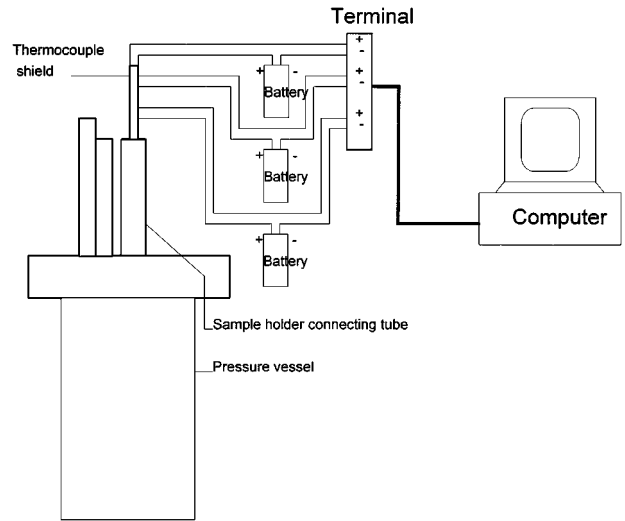 Terminal
Thermocouple
shield
+
-
+
-
+
-
+ -
Battery
+ -
Battery
+ -
Battery
Computer
Sample holder connecting tube
Pressure vessel